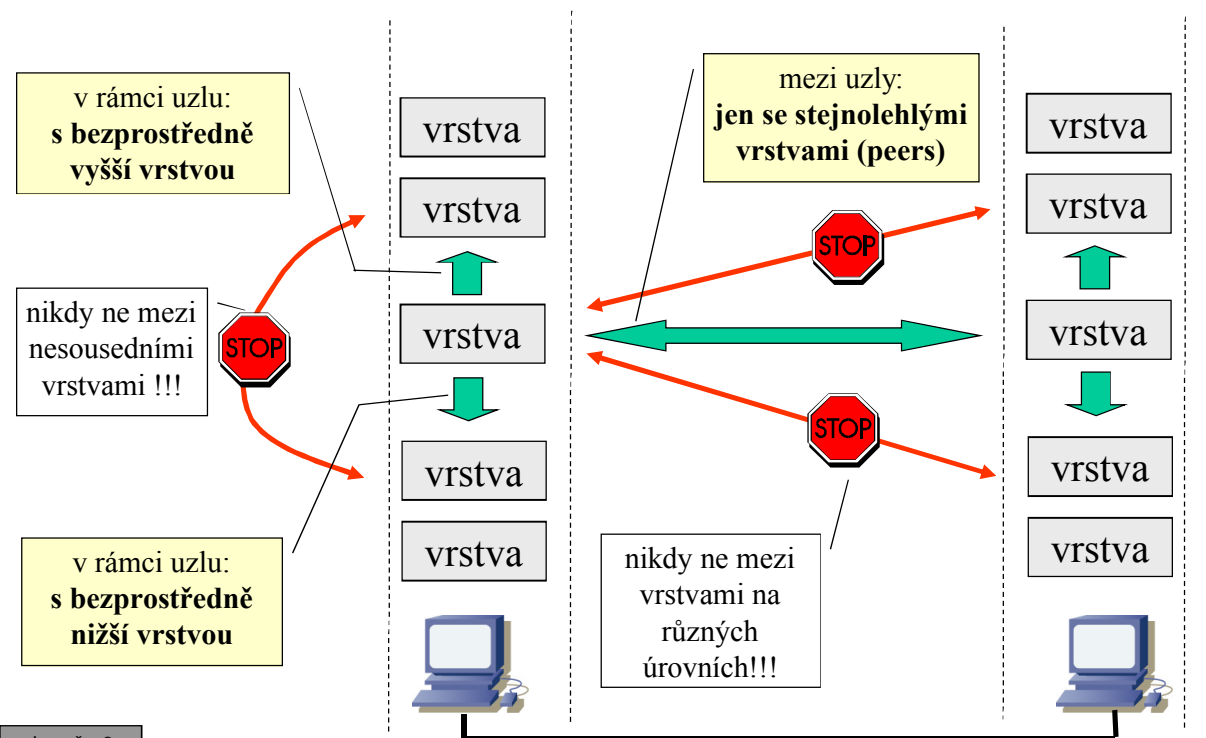 v rámci uzlu:
s bezprostředně
vyšší vrstvou
nikdy ne mezi
nesousedními
vrstvami !!!
STOP
v rámci uzlu:
s bezprostředně
nižší vrstvou
vrstva
vrstva
vrstva
vrstva
vrstva
mezi uzly:
jen se stejnolehlými
vrstvami (peers)
STOP
STOP
nikdy ne mezi
vrstvami na
různých
úrovních!!!
vrstva
vrstva
vrstva
vrstva
vrstva